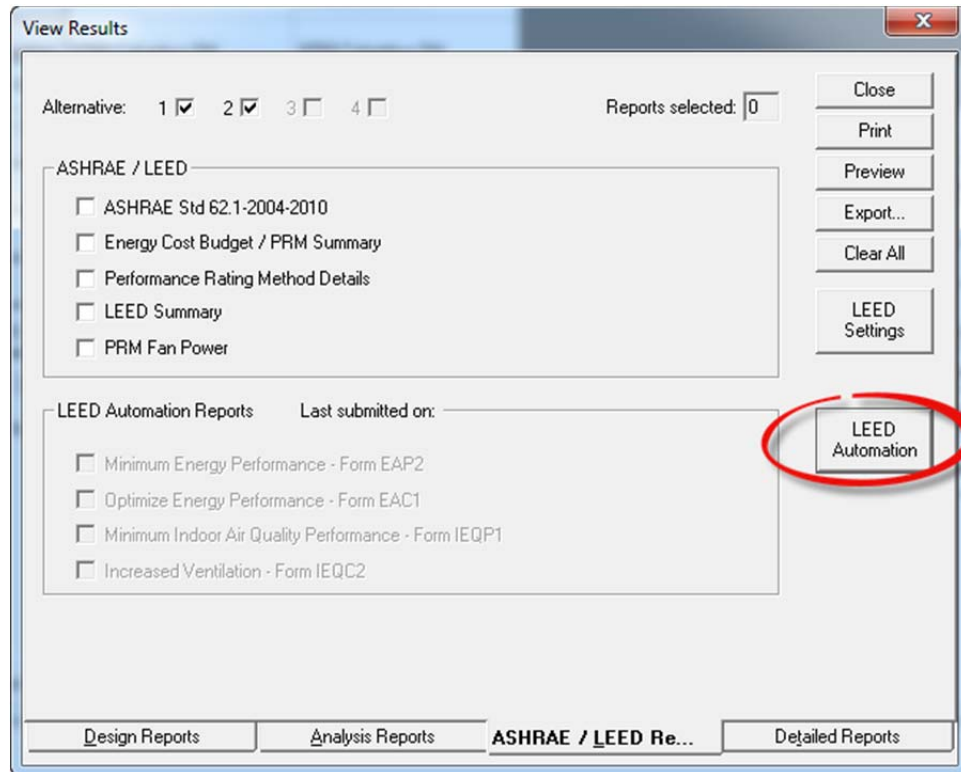 View Results
Alternative: 1 2 3 4
Reports selected: 0
Close
Print
Preview
Export...
Clear All
LEED
Settings
LEED
Automation
ASHRAE / LEED
ASHRAE Std 62.1-2004-2010
Energy Cost Budget / PRM Summary
Performance Rating Method Details
LEED Summary
PRM Fan Power
LEED Automation Reports Last submitted on:
Minimum Energy Performance - Form EAP2
Optimize Energy Performance - Form EAC1
Minimum Indoor Air Quality Performance - Form IEQP1
Increased Ventilation - Form IEQC2
Design Reports Analysis Reports ASHRAE / LEED Re... Detailed Reports